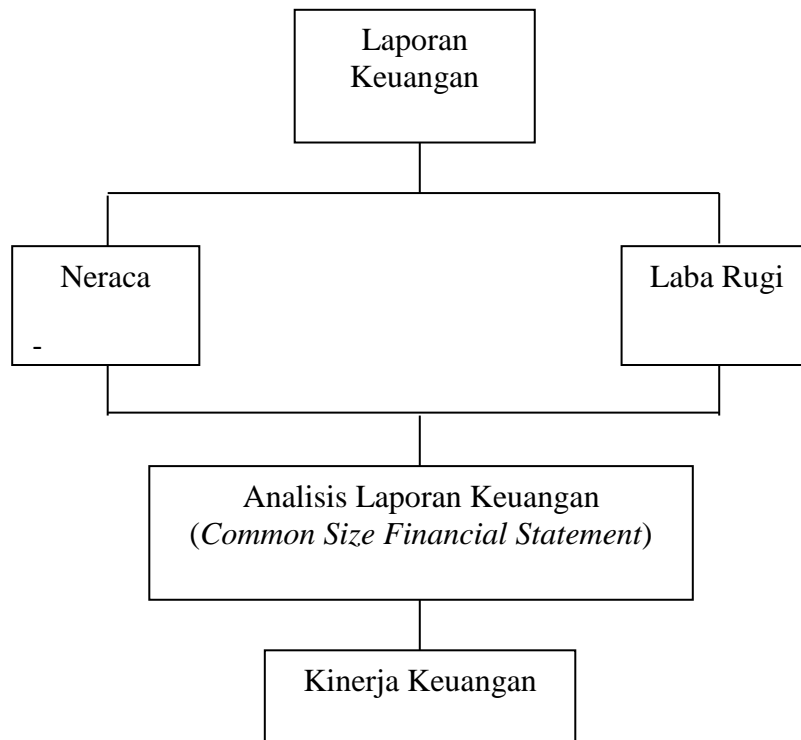 Laporan
Keuangan
Neraca
Laba Rugi
-
Analisis Laporan Keuangan
(Common Size Financial Statement)
Kinerja Keuangan